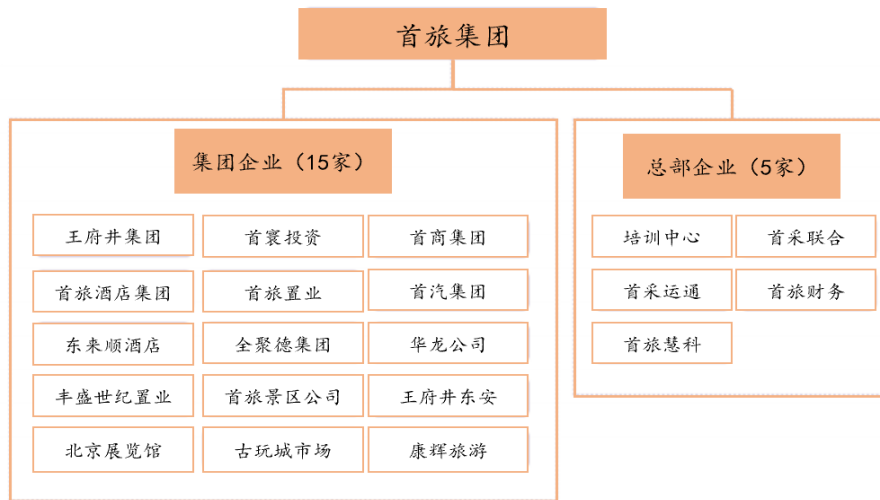 首旅集团
集团企业（15家）
王府井集团
首寰投资
首商集团
首旅酒店集团
首旅置业
首汽集团
东来顺酒店
全聚德集团
华龙公司
丰盛世纪置业
首旅景区公司
王府井东安
北京展览馆
古玩城市场
康辉旅游
总部企业（5家）
培训中心
首采联合
首采运通
首旅财务
首旅慧科